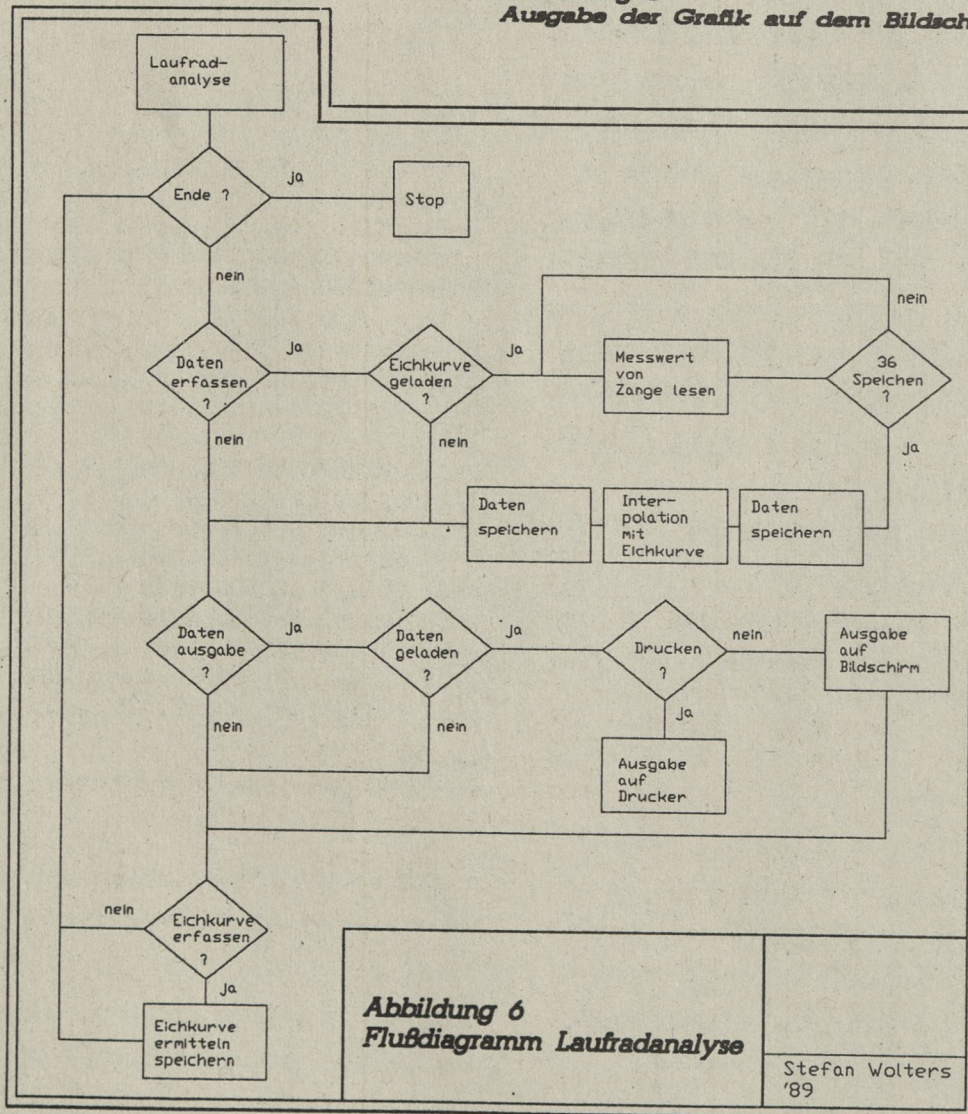 Ausgabe der Grafik auf dem Bildsch
Laufrad-
analyse
Ende ?
ja
Stop
nein
nein
Daten
erfassen
?
Ja
Eichkurve
geladen
?
Ja
Messwert
von
Zange lesen
36
Speichen
?
nein
nein
Ja
Daten
speichern
Inter-
polation
mit
Eichkurve
Daten
speichern
Daten
ausgabe
?
Ja
Daten
geladen
?
Ja
Drucken
?
nein
Ausgabe
auf
Bildschirm
nein
nein
Ja
Ausgabe
auf
Drucker
nein
Eichkurve
erfassen
?
Ja
Eichkurve
ermitteln
speichern
Abbildung 6
Flußdiagramm Laufradanalyse
Stefan Wolters
'89